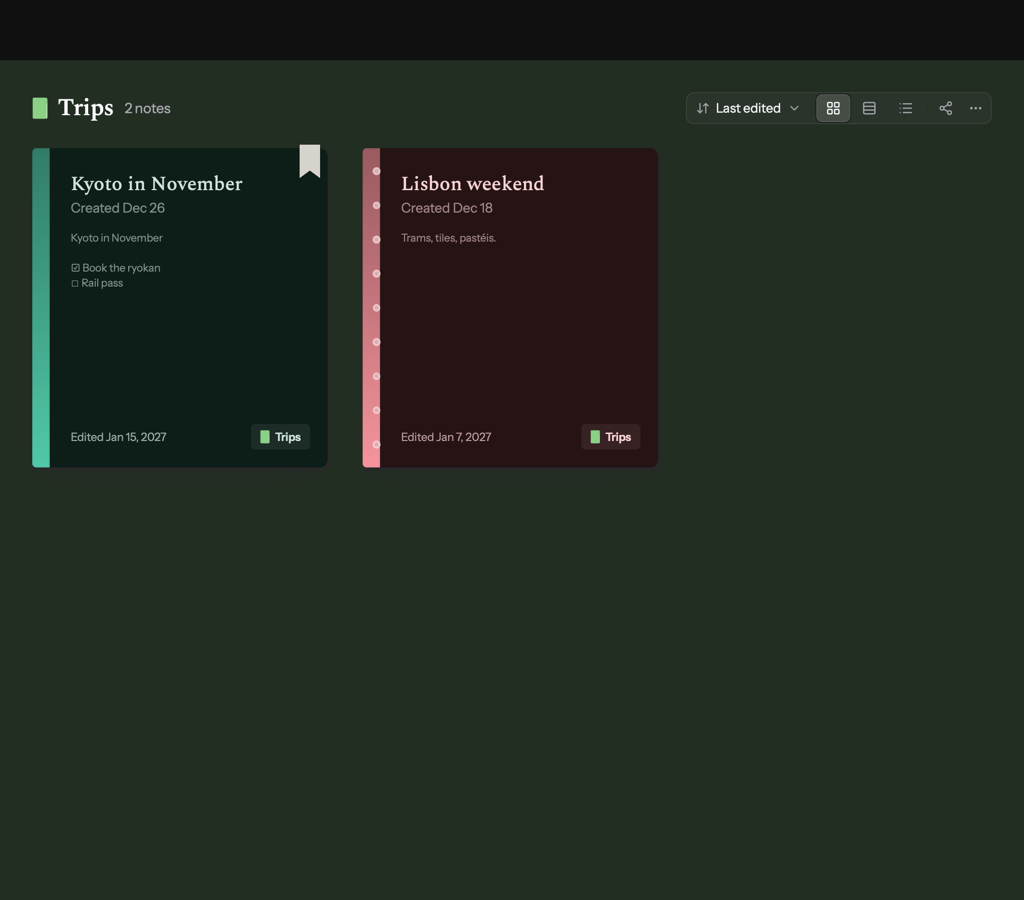 Trips 2 notes
Last edited
Kyoto in November
Created Dec 26
Kyoto in November
☑ Book the ryokan
☐ Rail pass
Edited Jan 15, 2027
Trips
Lisbon weekend
Created Dec 18
Trams, tiles, pastéis.
Edited Jan 7, 2027
Trips